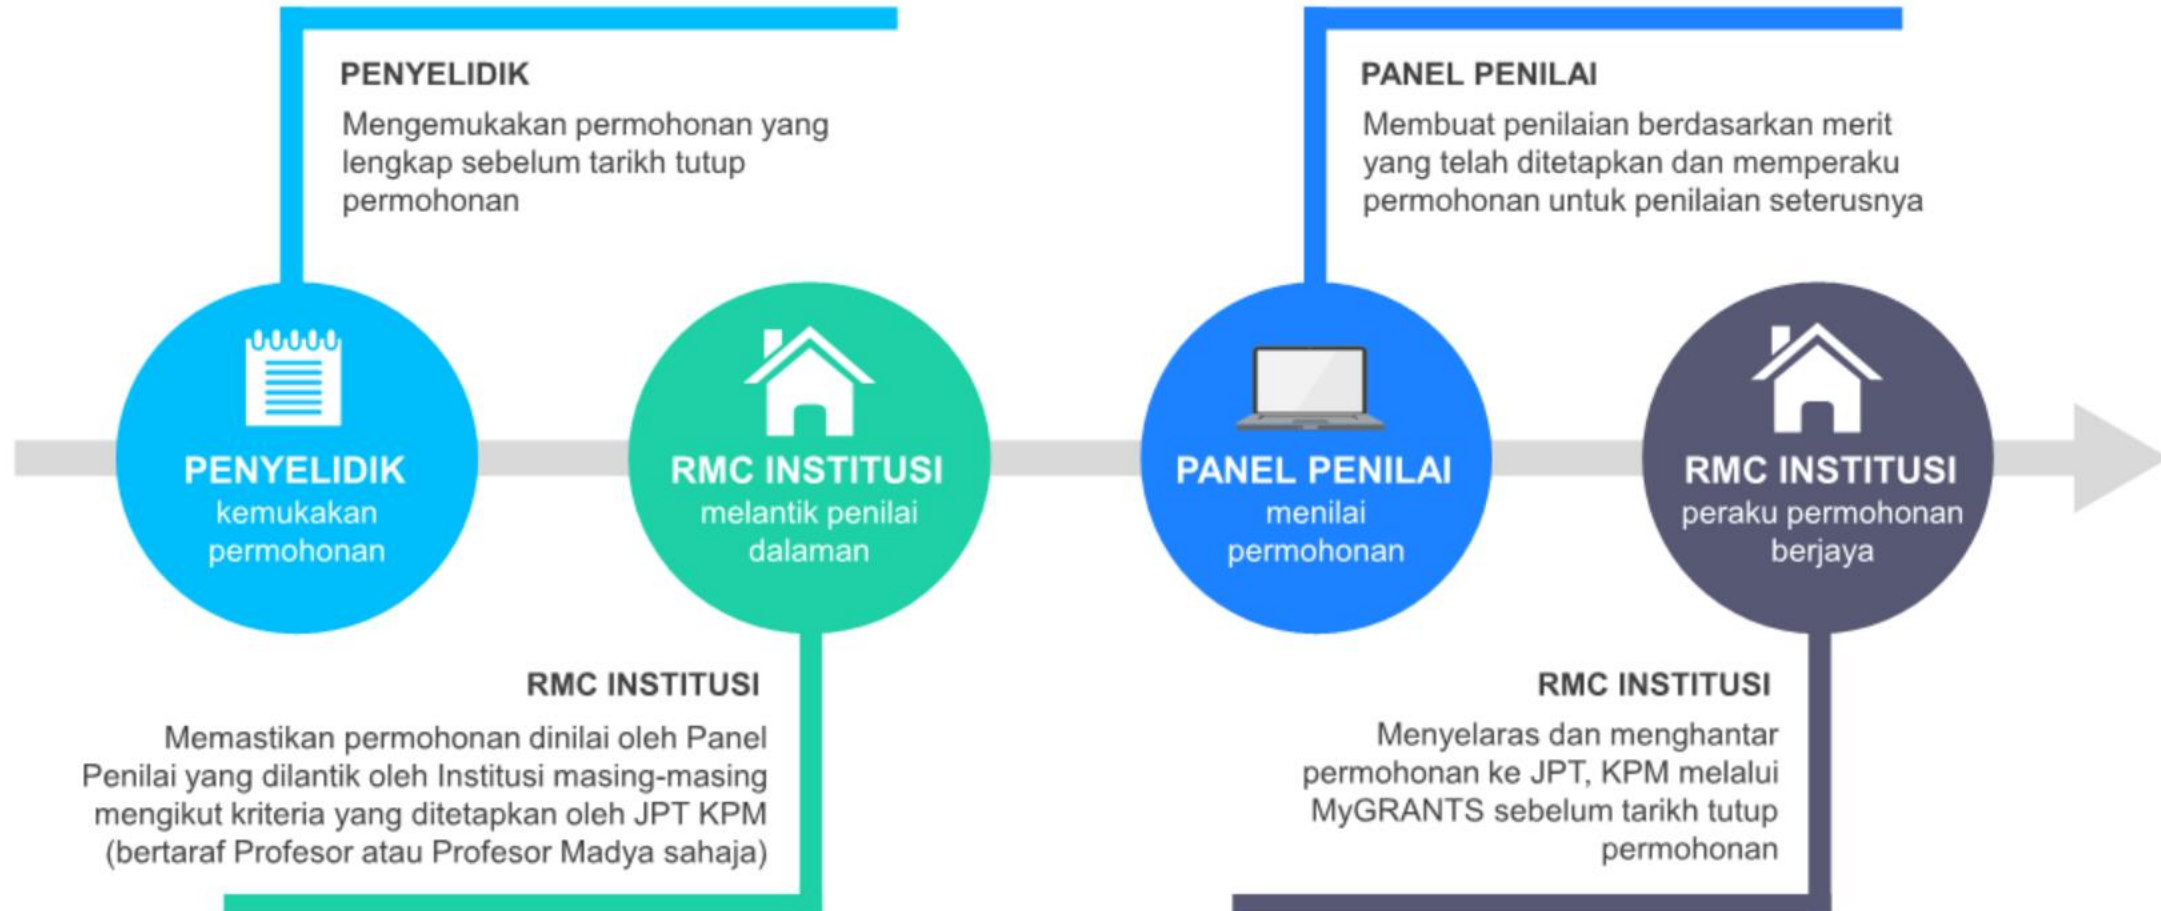 PENYELIDIK
Mengemukakan permohonan yang
lengkap sebelum tarikh tutup
permohonan
PANEL PENILAI
Membuat penilaian berdasarkan merit
yang telah ditetapkan dan memperaku
permohonan untuk penilaian seterusnya
PENYELIDIK
kemukakan
permohonan
RMC INSTITUSI
melantik penilai
dalaman
PANEL PENILAI
menilai
permohonan
RMC INSTITUSI
peraku permohonan
berjaya
RMC INSTITUSI
Memastikan permohonan dinilai oleh Panel
Penilai yang dilantik oleh Institusi masing-masing
mengikut kriteria yang ditetapkan oleh JPT KPM
(bertaraf Profesor atau Profesor Madya sahaja)
RMC INSTITUSI
Menyelaras dan menghantar
permohonan ke JPT, KPM melalui
MyGRANTS sebelum tarikh tutup
permohonan